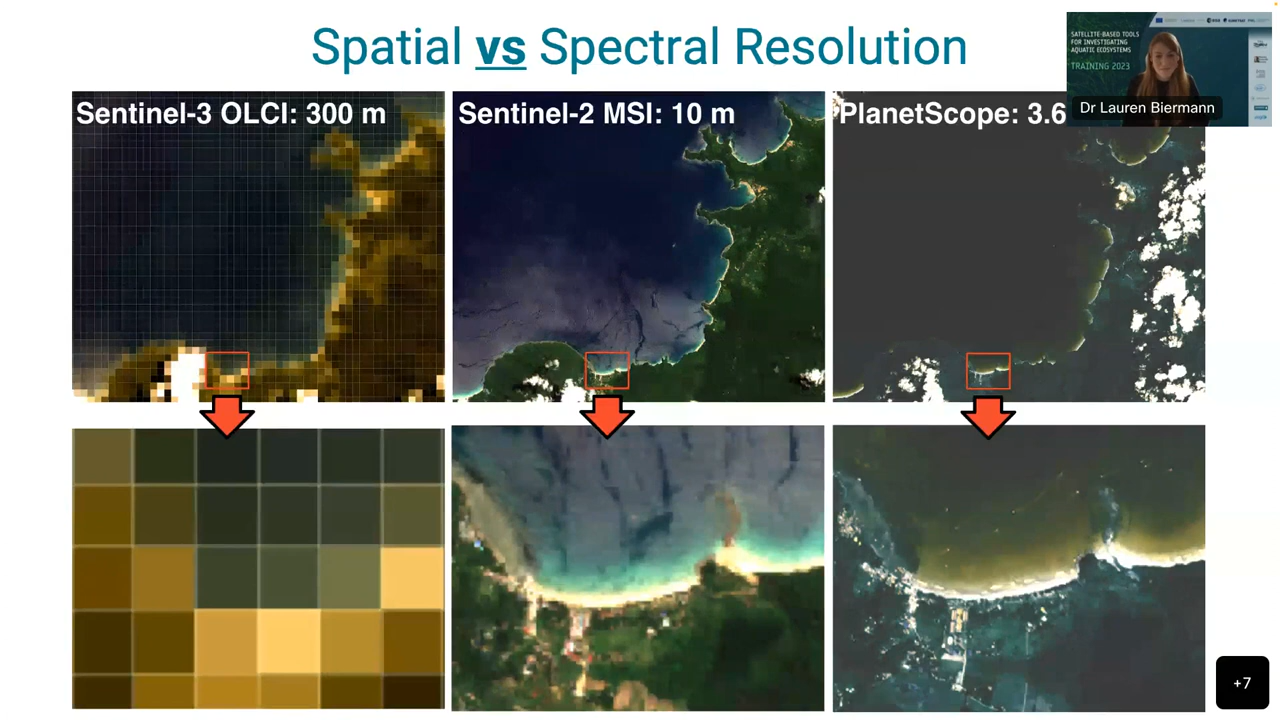 Spatial vs Spectral Resolution
SATELLITE-BASED TOOLS
FOR INVESTIGATING
AQUATIC ECOSYSTEMS
TRAINING 2023
Dr Lauren Biermann
Sentinel-3 OLCI: 300 m
Sentinel-2 MSI: 10 m
PlanetScope: 3.6
+7